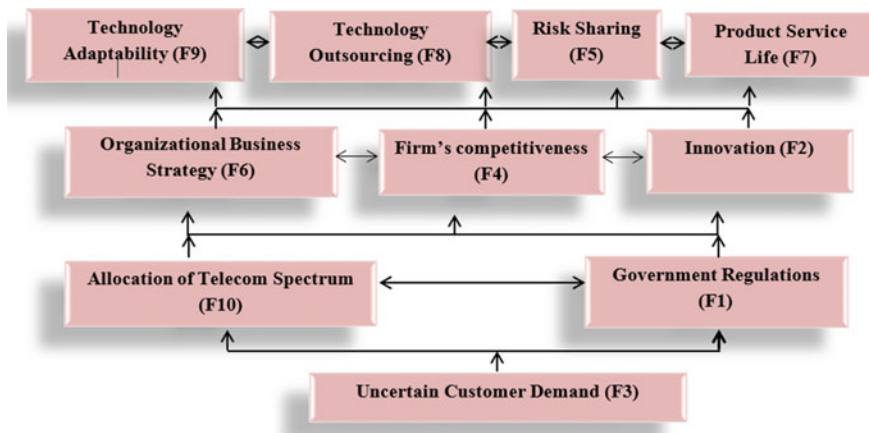 Technology
Adaptability (F9)
Technology
Outsourcing (F8)
Risk Sharing
(F5)
Product Service
Life (F7)
Organizational Business
Strategy (F6)
Firm's competitiveness
(F4)
Innovation (F2)
Allocation of Telecom Spectrum
(F10)
Government Regulations
(F1)
Uncertain Customer Demand (F3)